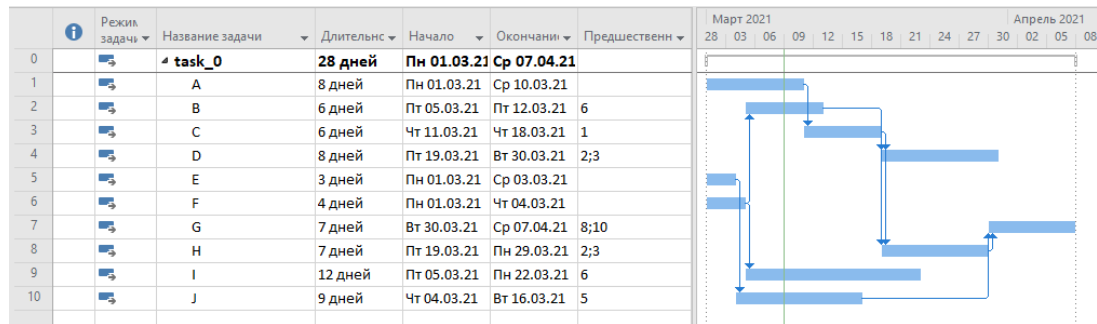 Режим задачи Название задачи Длительнс Начало Окончани Предшественн Март 2021 Апрель 2021
28 03 06 09 12 15 18 21 24 27 30 02 05 08
0 task_0 28 дней Пн 01.03.21 Ср 07.04.21
1 A 8 дней Пн 01.03.21 Ср 10.03.21
2 B 6 дней Пт 05.03.21 Пт 12.03.21 6
3 C 6 дней Чт 11.03.21 Чт 18.03.21 1
4 D 8 дней Пт 19.03.21 Вт 30.03.21 2;3
5 E 3 дней Пн 01.03.21 Ср 03.03.21
6 F 4 дней Пн 01.03.21 Чт 04.03.21
7 G 7 дней Вт 30.03.21 Ср 07.04.21 8;10
8 H 7 дней Пт 19.03.21 Пн 29.03.21 2;3
9 I 12 дней Пт 05.03.21 Пн 22.03.21 6
10 J 9 дней Чт 04.03.21 Вт 16.03.21 5